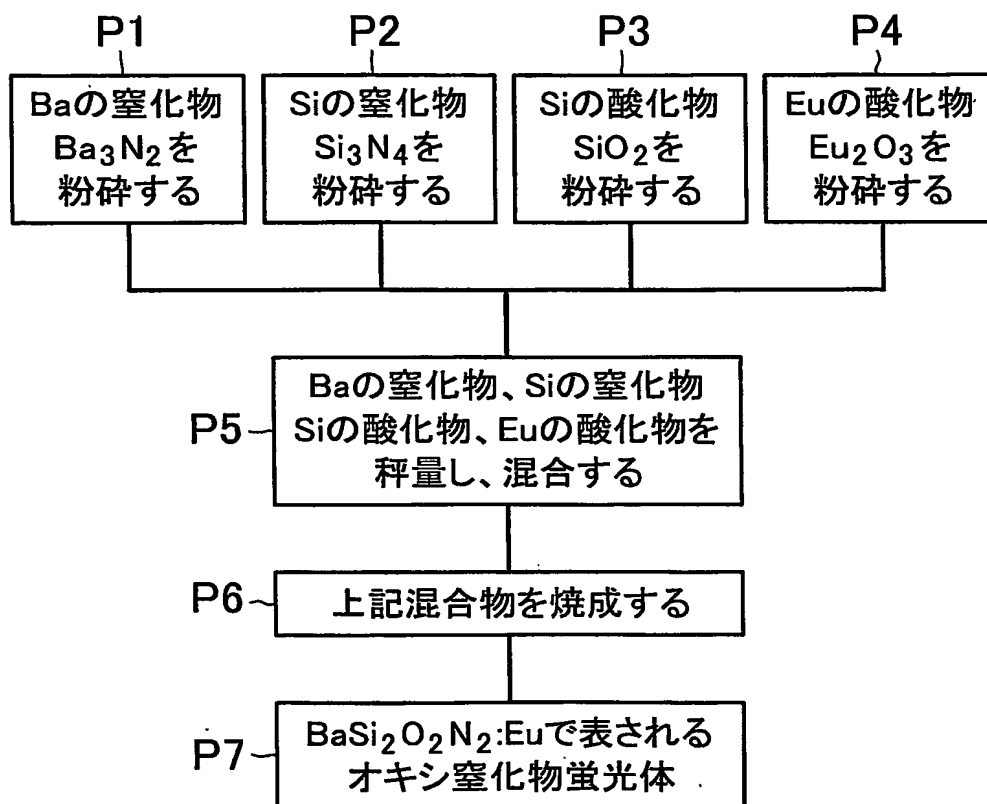 P1
P2
P3
P4
Baの窒化物
Ba₃N₂を
粉砕する
Siの窒化物
Si₃N₄を
粉砕する
Siの酸化物
SiO₂を
粉砕する
Euの酸化物
Eu₂O₃を
粉砕する
P5
Baの窒化物、Siの窒化物
Siの酸化物、Euの酸化物を
秤量し、混合する
P6
上記混合物を焼成する
P7
BaSi₂O₂N₂:Euで表される
オキシ窒化物蛍光体